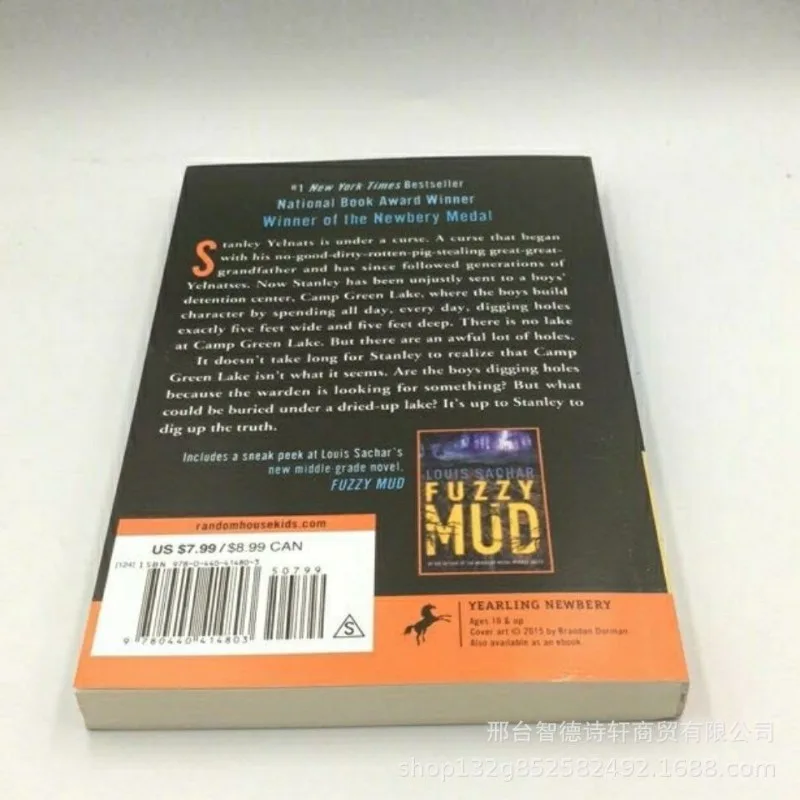 #1 New York Times Bestseller
National Book Award Winner
Winner of the Newbery Medal
Stanley Yelnats is under a curse. A curse that began
with his no-good-dirty-rotten-pig-stealing great-great-
grandfather and has since followed generations of
Yelnatses. Now Stanley has been unjustly sent to a boys'
detention center, Camp Green Lake, where the boys build
character by spending all day, every day, digging holes
exactly five feet wide and five feet deep. There is no lake
at Camp Green Lake. But there are an awful lot of holes.
It doesn't take long for Stanley to realize that Camp
Green Lake isn't what it seems. Are the boys digging holes
because the warden is looking for something? But what
could be buried under a dried-up lake? It's up to Stanley to
dig up the truth.
Includes a sneak peek at Louis Sachar's
new middle-grade novel,
FUZZY MUD
LOUIS SACHAR
FUZZY
MUD
randomhousekids.com
US $7.99 / $8.99 CAN
ISBN 978-0-440-41480-3
50799
9 780440 414803
S
YEARLING NEWBERY
Ages 10 & up
Cover art © 2015 by Brandon Dorman
Also available as an ebook
邢台智德诗轩商贸有限公司
shop132g852582492.1688.com